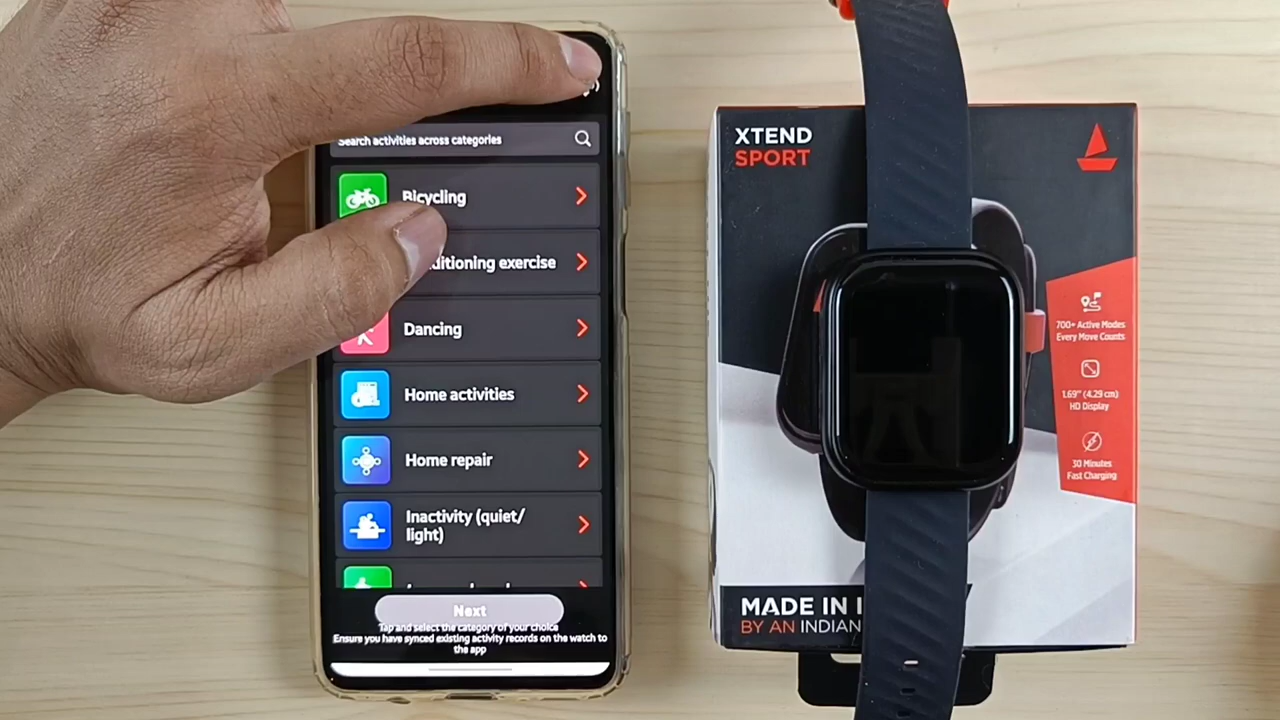 Search activities across categories
Bicycling
ditioning exercise
Dancing
Home activities
Home repair
Inactivity (quiet/
light)
Next
Tap and select the category of your choice
Ensure you have synced existing activity records on the watch to
the app
XTEND
SPORT
700+ Active Modes
Every Move Counts
1.69" (4.29 cm)
HD Display
30 Minutes
Fast Charging
MADE IN I
BY AN INDIAN